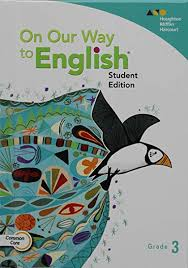 Houghton
Mifflin
Harcourt
On Our Way
to English
Student
Edition
Common
Core
Grade 3